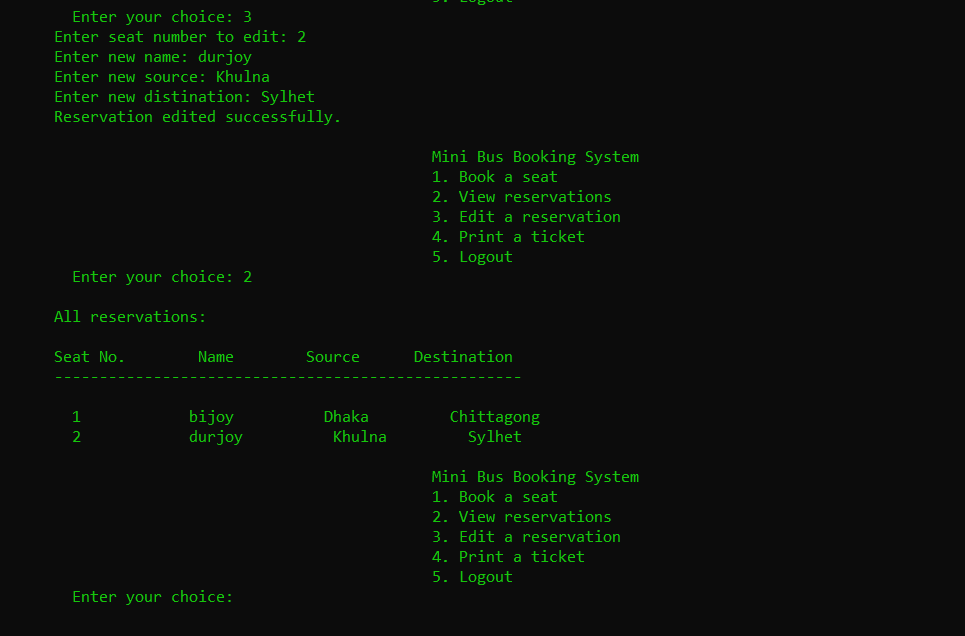 5. Logout
Enter your choice: 3
Enter seat number to edit: 2
Enter new name: durjoy
Enter new source: Khulna
Enter new distination: Sylhet
Reservation edited successfully.
Mini Bus Booking System
1. Book a seat
2. View reservations
3. Edit a reservation
4. Print a ticket
5. Logout
Enter your choice: 2
All reservations:
Seat No. Name Source Destination
----------------------------------------------------
1 bijoy Dhaka Chittagong
2 durjoy Khulna Sylhet
Mini Bus Booking System
1. Book a seat
2. View reservations
3. Edit a reservation
4. Print a ticket
5. Logout
Enter your choice: